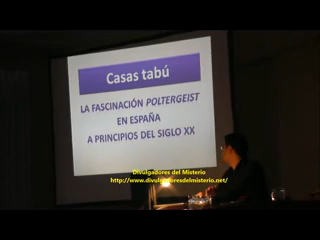 Casas tabú
LA FASCINACIÓN POLTERGEIST
EN ESPAÑA
A PRINCIPIOS DEL SIGLO XX
Divulgadores del Misterio
http://www.divulgadoresdelmisterio.net/